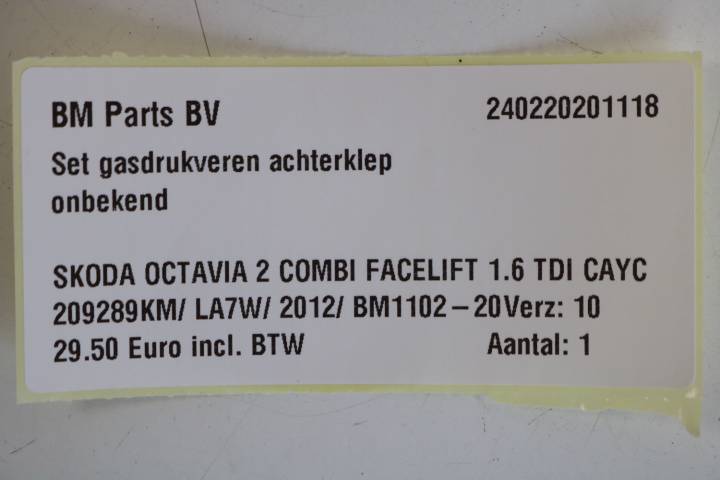 BM Parts BV 240220201118
Set gasdrukveren achterklep
onbekend
SKODA OCTAVIA 2 COMBI FACELIFT 1.6 TDI CAYC
209289KM/ LA7W/ 2012/ BM1102-20Verz: 10
29.50 Euro incl. BTW Aantal: 1